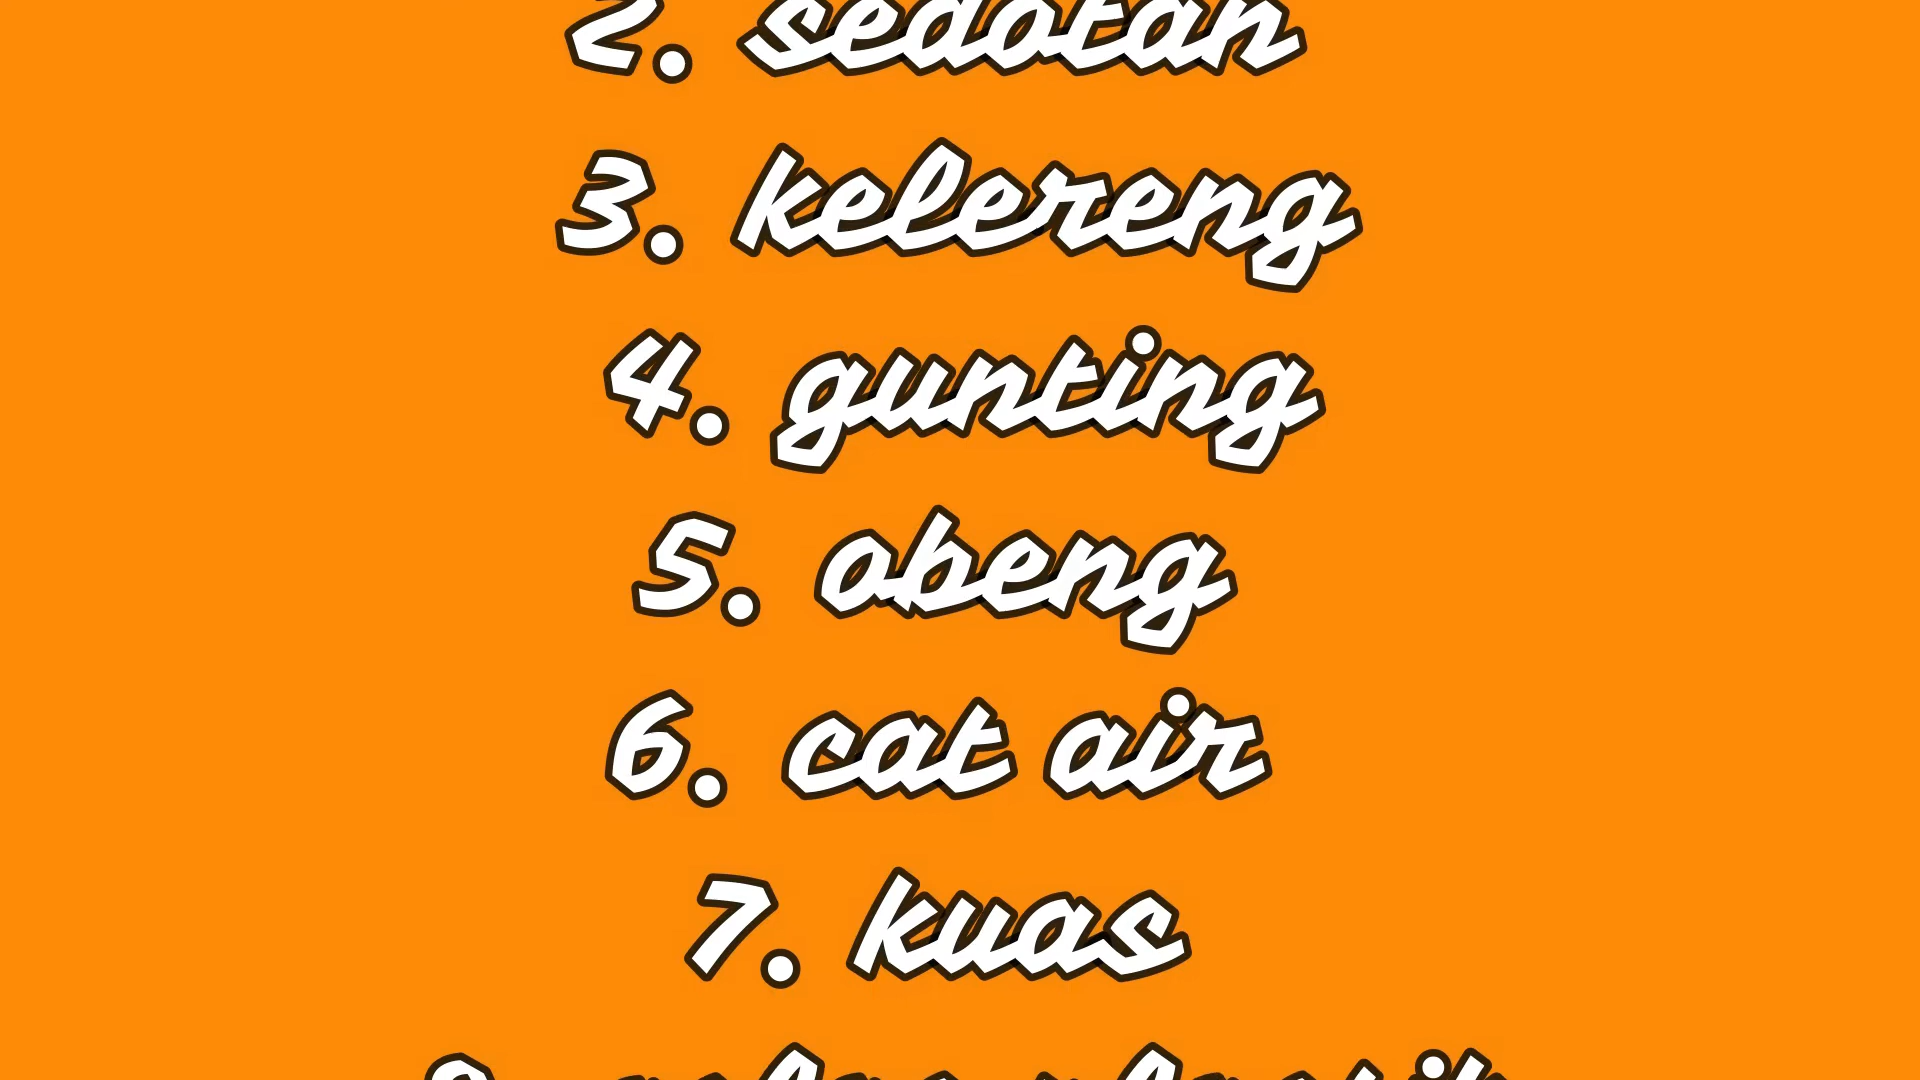 2. sedotan
3. kelereng
4. gunting
5. obeng
6. cat air
7. kuas